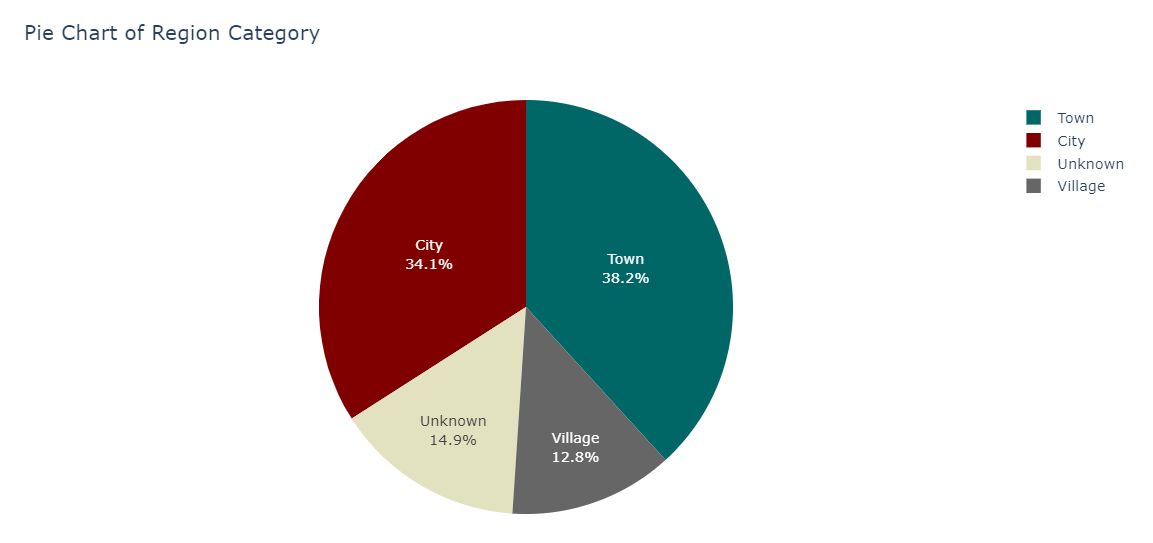 Pie Chart of Region Category
Town
City
Unknown
Village
City
34.1%
Town
38.2%
Unknown
14.9%
Village
12.8%